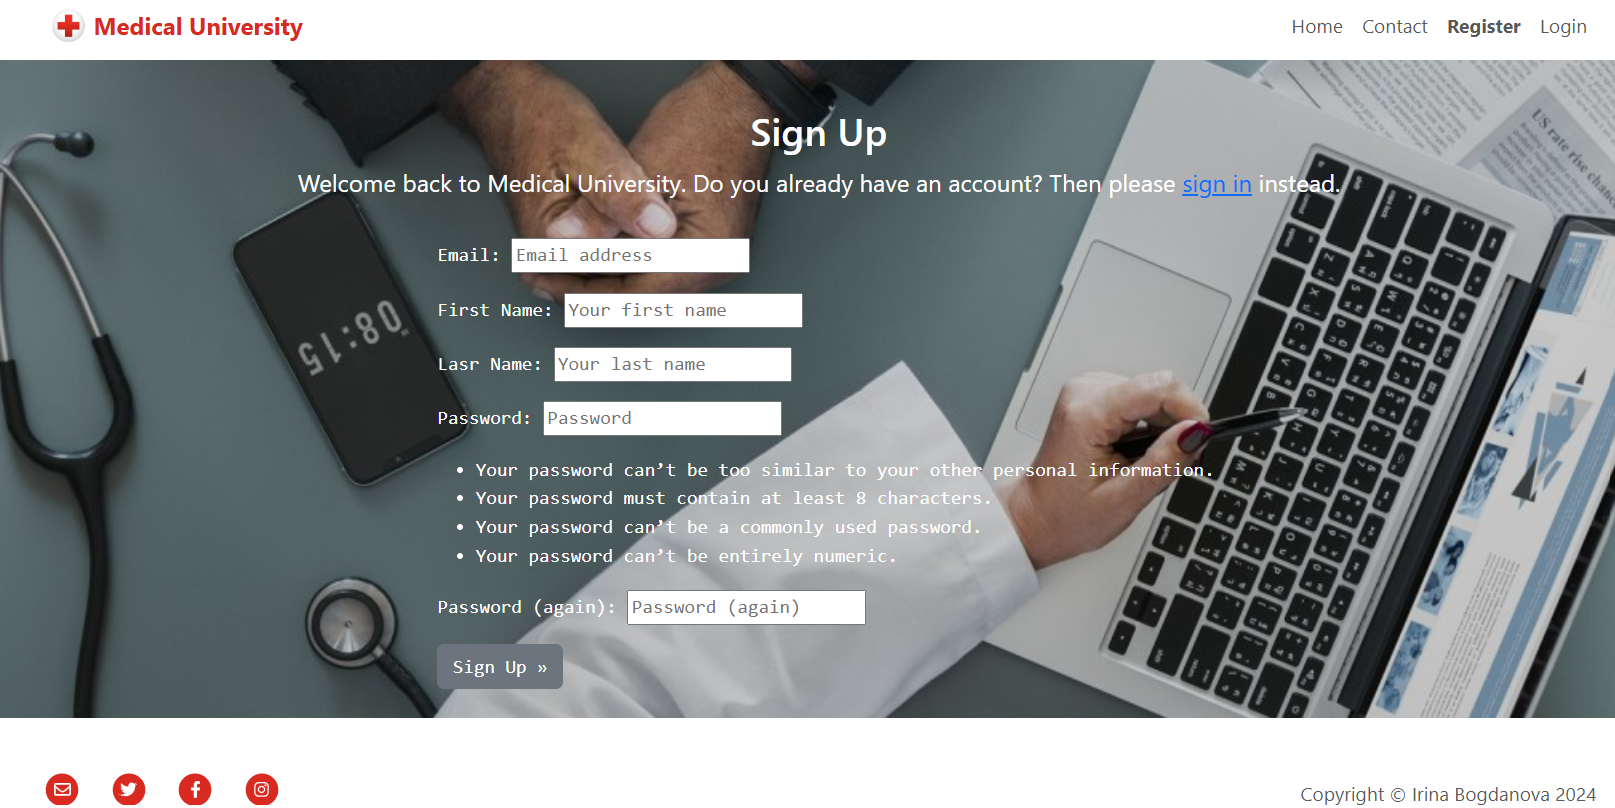 Medical University
Home Contact Register Login
Sign Up
Welcome back to Medical University. Do you already have an account? Then please sign in instead.
Email: Email address
First Name: Your first name
Lasr Name: Your last name
Password: Password
• Your password can’t be too similar to your other personal information.
• Your password must contain at least 8 characters.
• Your password can’t be a commonly used password.
• Your password can’t be entirely numeric.
Password (again): Password (again)
Sign Up »
08:15
US rate rise chance
Copyright © Irina Bogdanova 2024